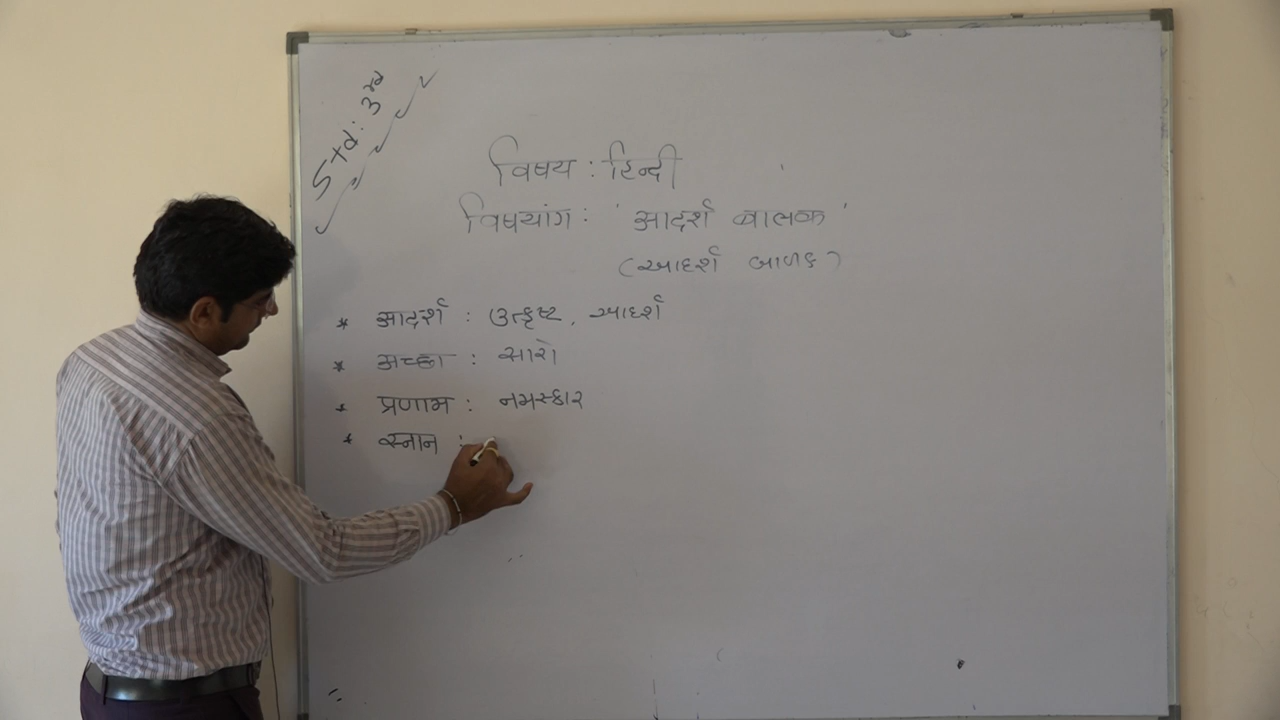 Std: 3rd
विषय : हिन्दी
विषयांग : ' आदर्श बालक '
(આદર્શ બાળક)
* आदर्श : ઉત્કૃષ્ટ, આદર્શ
* अच्छा : સારો
* प्रणाम : નમસ્કાર
* स्नान :